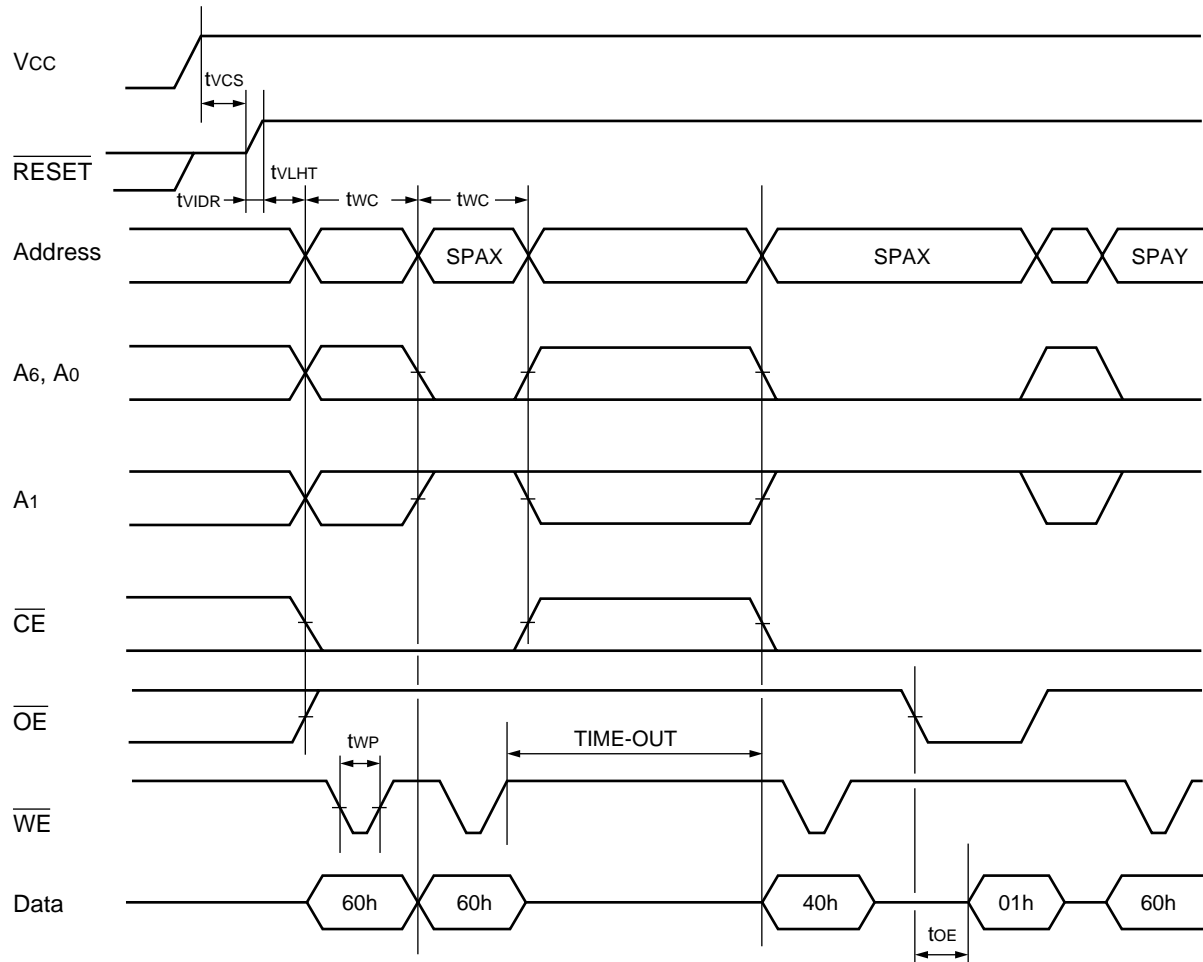 VCC
tVCS
RESET
tVLHT
tVIDR
tWC
tWC
Address
SPAX
SPAX
SPAY
A6, A0
A1
CE
OE
TIME-OUT
tWP
WE
Data
60h
60h
40h
01h
60h
tOE